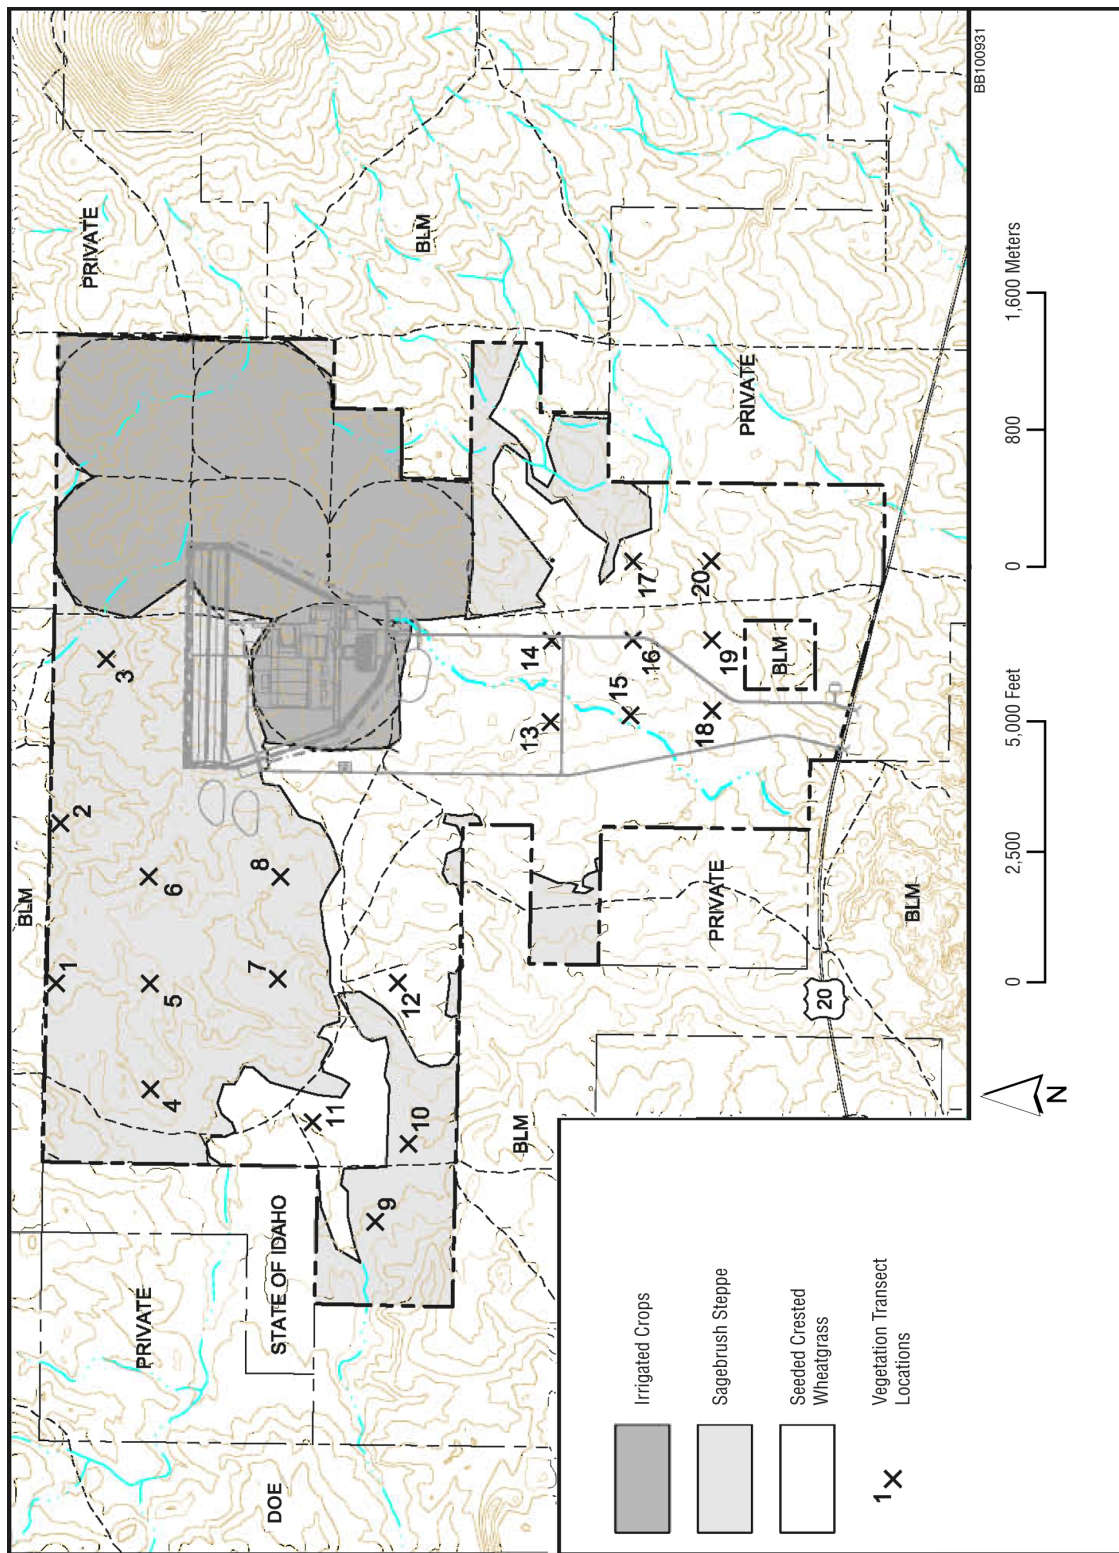 BLM
PRIVATE
PRIVATE
1
2
3
4
5
6
7
8
9
10
11
12
13
14
15
16
17
18
19
20
STATE OF IDAHO
DOE
BLM
BLM
BLM
PRIVATE
PRIVATE
BLM
20
Irrigated Crops
Sagebrush Steppe
Seeded Crested
Wheatgrass
1
Vegetation Transect
Locations
N
0
2,500
5,000 Feet
0
800
1,600 Meters
BB100931